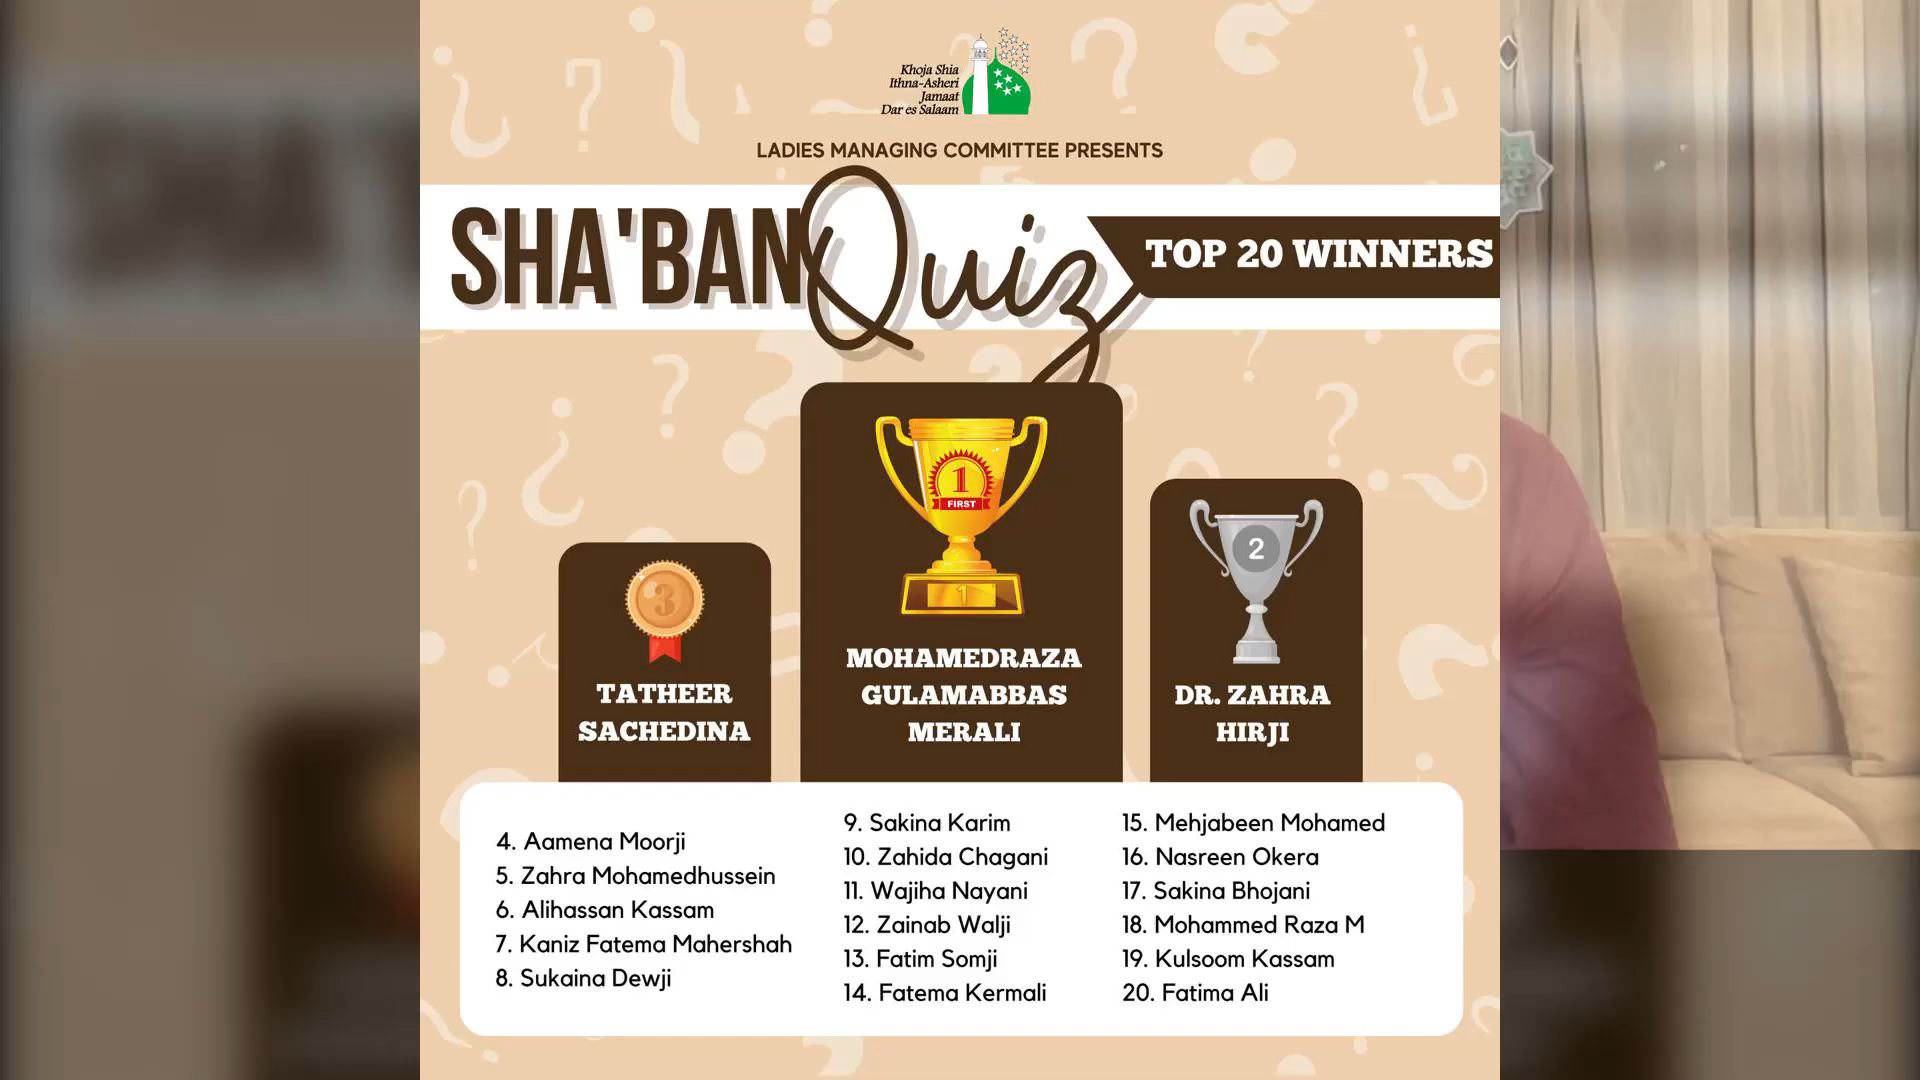 Khoja Shia
Ithna-Asheri
Jamaat
Dar es Salaam
LADIES MANAGING COMMITTEE PRESENTS
SHA'BAN Quiz
TOP 20 WINNERS
1
FIRST
1
2
3
MOHAMEDRAZA
GULAMABBAS
MERALI
DR. ZAHRA
HIRJI
TATHEER
SACHEDINA
4. Aamena Moorji
5. Zahra Mohamedhussein
6. Alihassan Kassam
7. Kaniz Fatema Mahershah
8. Sukaina Dewji
9. Sakina Karim
10. Zahida Chagani
11. Wajiha Nayani
12. Zainab Walji
13. Fatim Somji
14. Fatema Kermali
15. Mehjabeen Mohamed
16. Nasreen Okera
17. Sakina Bhojani
18. Mohammed Raza M
19. Kulsoom Kassam
20. Fatima Ali